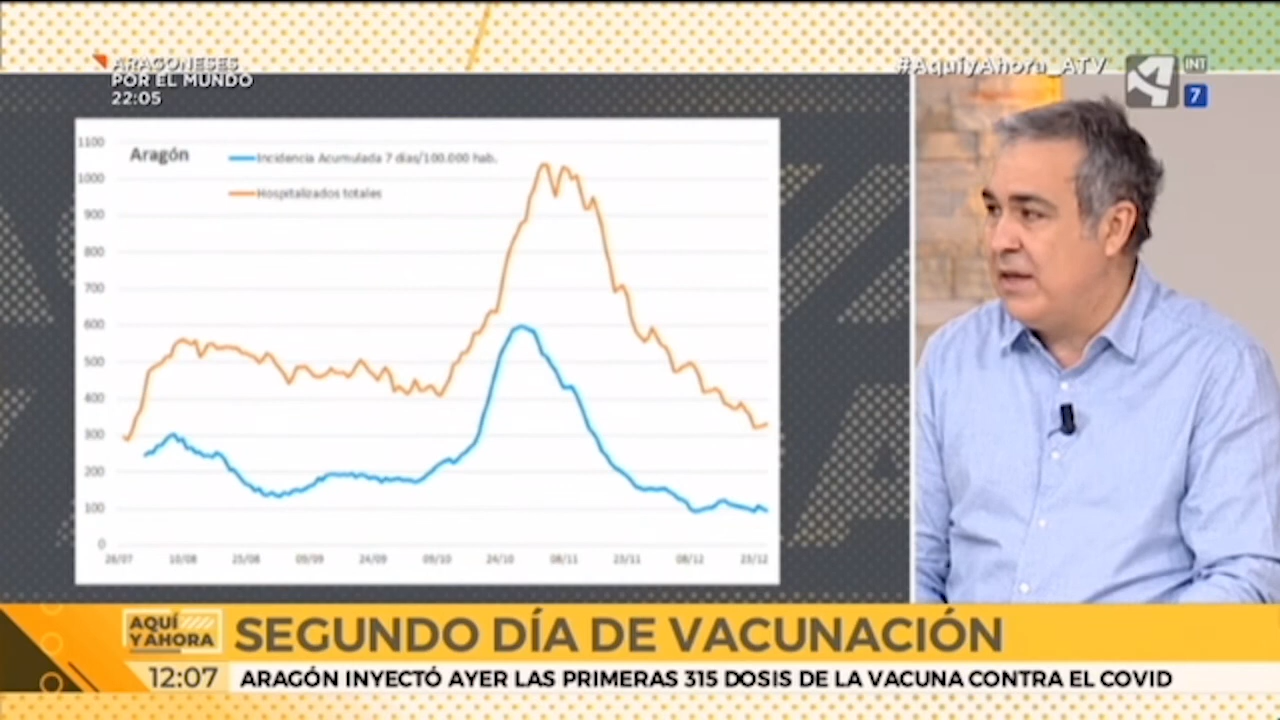 ARAGONESES
POR EL MUNDO
22:05
#AquíyAhora_ATV
INT
7
Aragón
Incidencia Acumulada 7 días/100.000 hab.
Hospitalizados totales
1100
1000
900
800
700
600
500
400
300
200
100
0
26/07 10/08 25/08 09/09 24/09 09/10 24/10 08/11 23/11 08/12 23/12
AQUÍ
Y AHORA
SEGUNDO DÍA DE VACUNACIÓN
12:07
ARAGÓN INYECTÓ AYER LAS PRIMERAS 315 DOSIS DE LA VACUNA CONTRA EL COVID